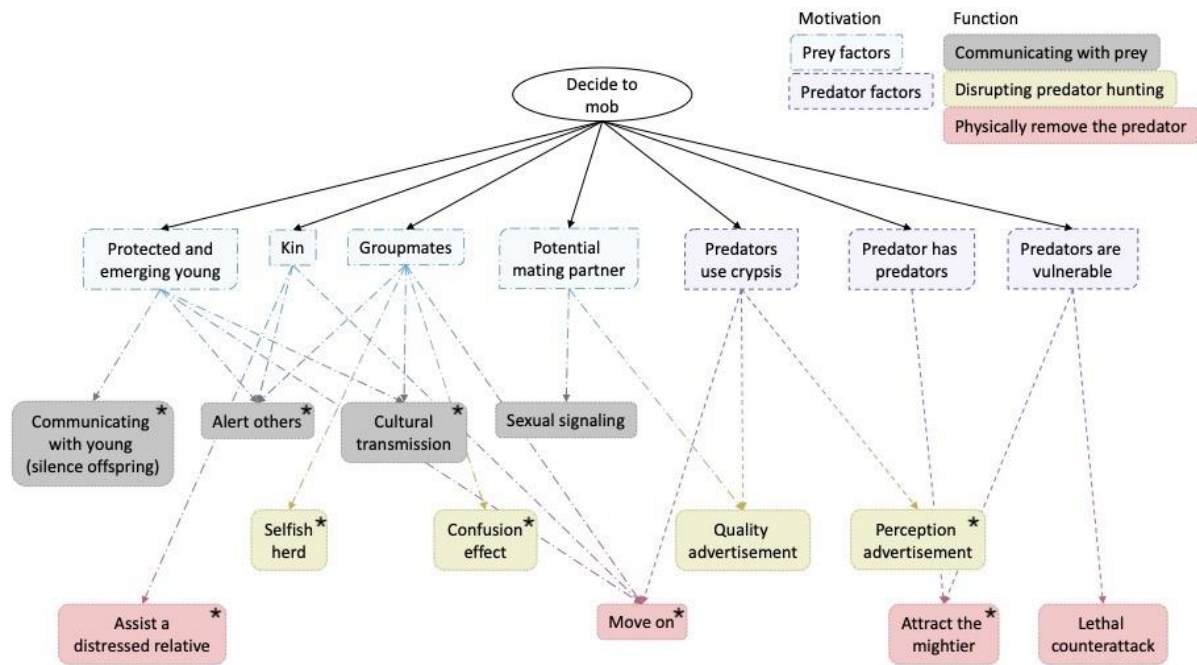 Motivation
Function
Prey factors
Communicating with prey
Predator factors
Disrupting predator hunting
Physically remove the predator
Decide to
mob
Protected and
emerging young
Kin
Groupmates
Potential
mating partner
Predators
use crypsis
Predator has
predators
Predators are
vulnerable
Communicating *
with young
(silence offspring)
Alert others *
Cultural *
transmission
Sexual signaling
Selfish *
herd
Confusion *
effect
Quality
advertisement
Perception *
advertisement
Assist a *
distressed relative
Move on *
Attract the *
mightier
Lethal
counterattack